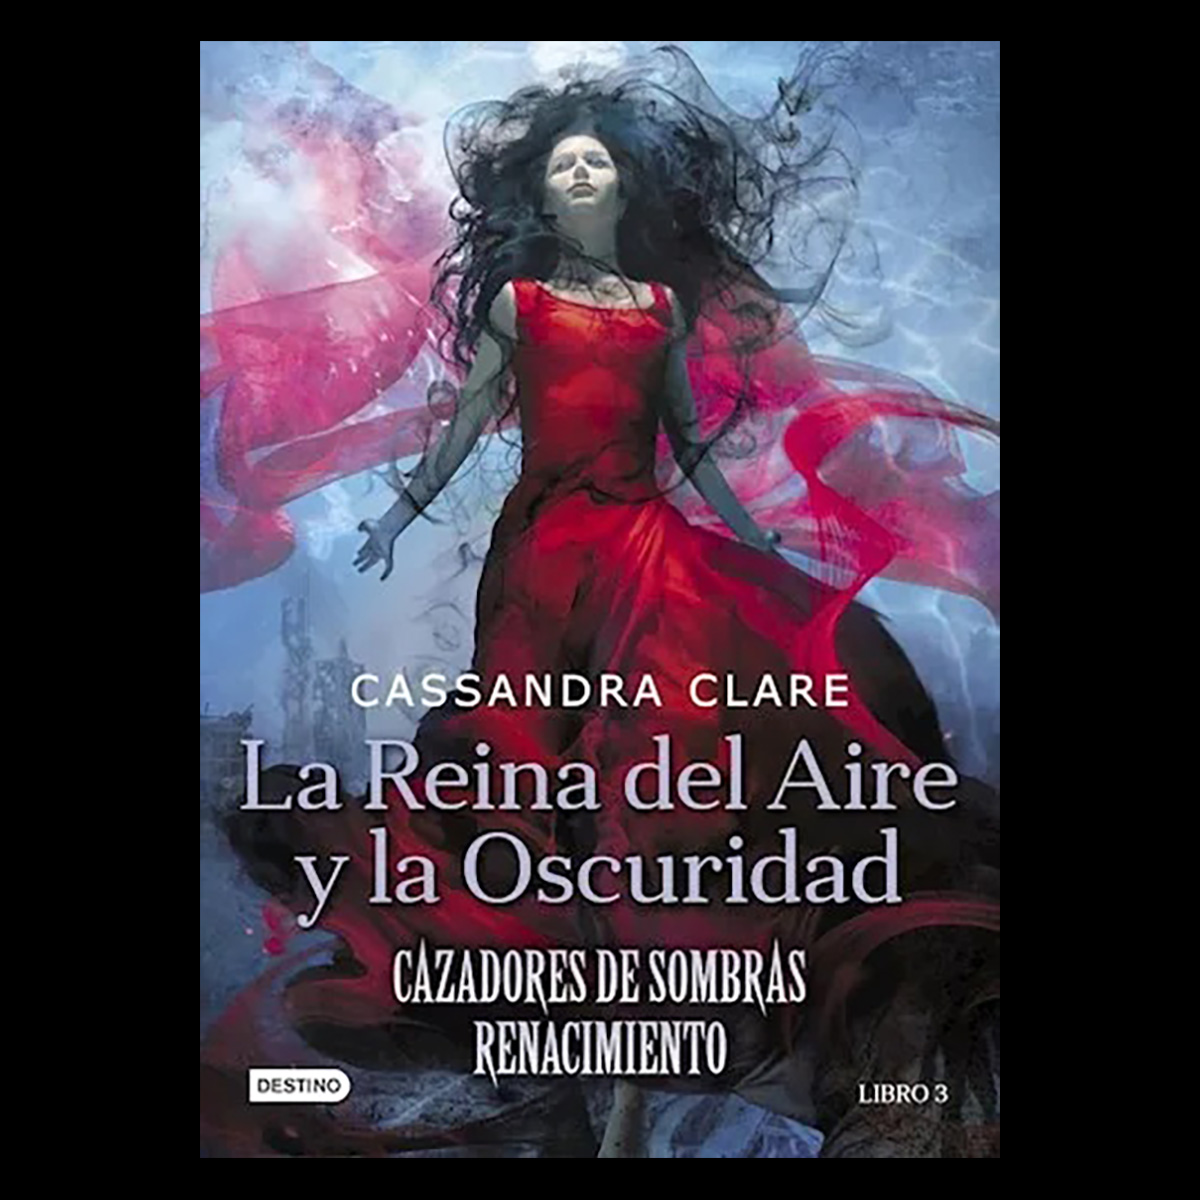 CASSANDRA CLARE
La Reina del Aire
y la Oscuridad
CAZADORES DE SOMBRAS
RENACIMIENTO
DESTINO
LIBRO 3